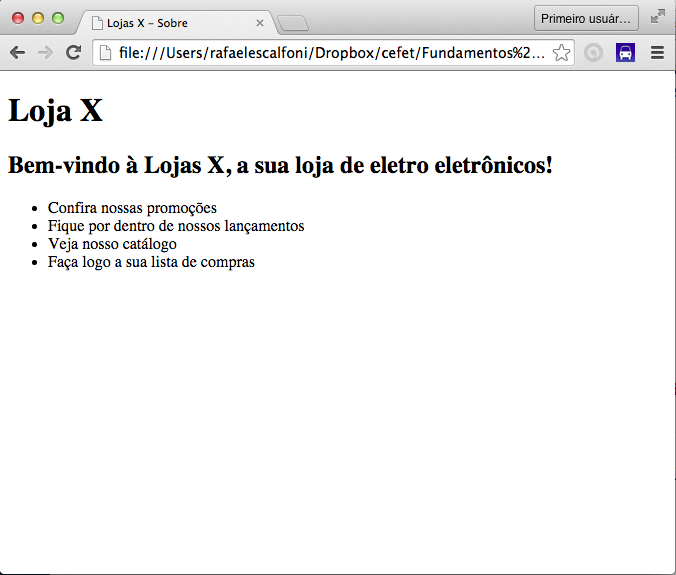 Lojas X – Sobre
Primeiro usuár...
file:///Users/rafaelescalfoni/Dropbox/cefet/Fundamentos%2...
Loja X
Bem-vindo à Lojas X, a sua loja de eletro eletrônicos!
• Confira nossas promoções
• Fique por dentro de nossos lançamentos
• Veja nosso catálogo
• Faça logo a sua lista de compras